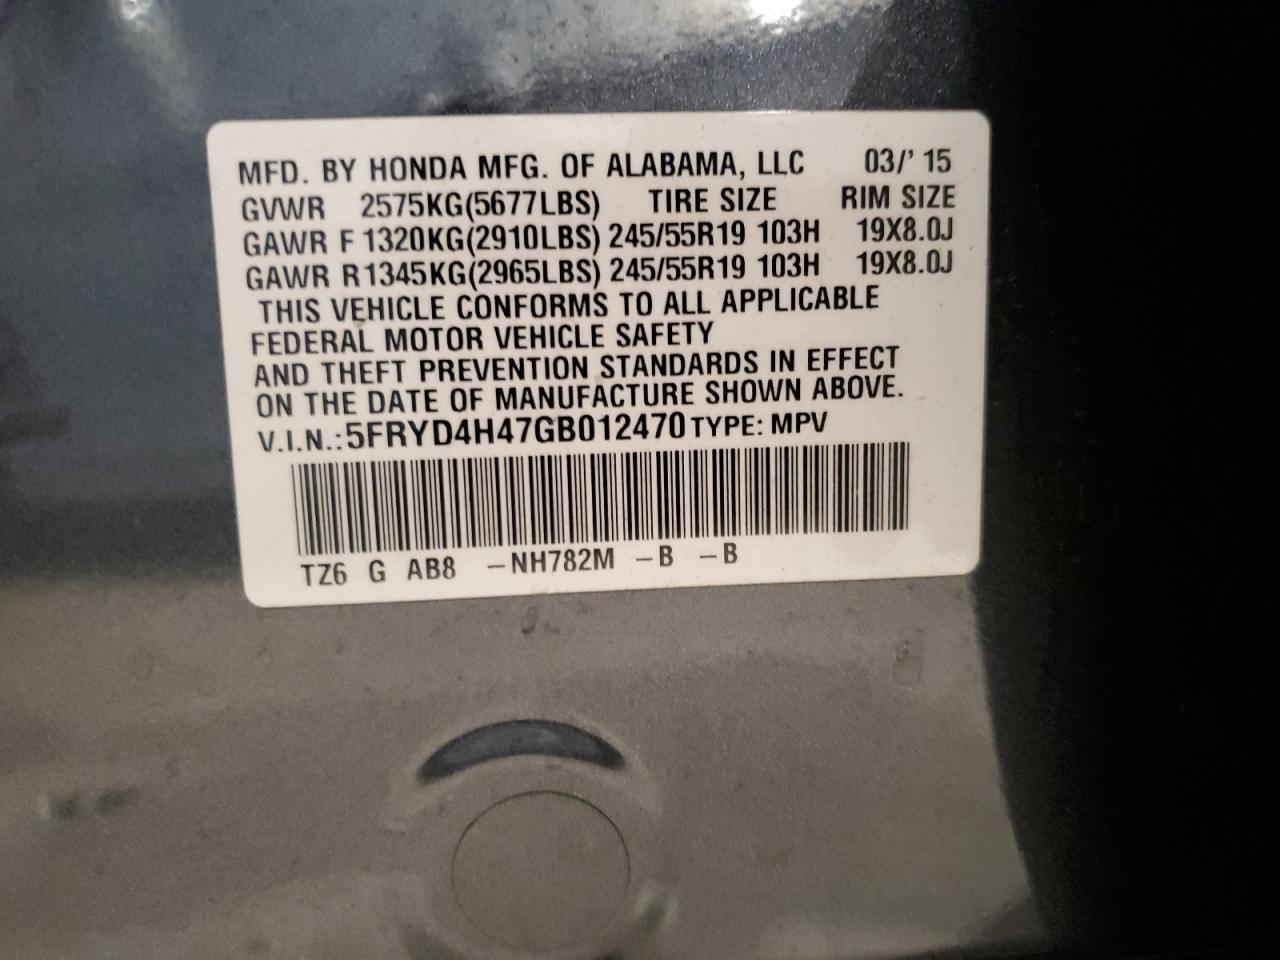 MFD. BY HONDA MFG. OF ALABAMA, LLC 03/' 15
GVWR 2575KG(5677LBS) TIRE SIZE RIM SIZE
GAWR F 1320KG(2910LBS) 245/55R19 103H 19X8.0J
GAWR R 1345KG(2965LBS) 245/55R19 103H 19X8.0J
THIS VEHICLE CONFORMS TO ALL APPLICABLE
FEDERAL MOTOR VEHICLE SAFETY
AND THEFT PREVENTION STANDARDS IN EFFECT
ON THE DATE OF MANUFACTURE SHOWN ABOVE.
V.I.N.: 5FRYD4H47GB012470 TYPE: MPV
TZ6 G AB8 -NH782M -B -B